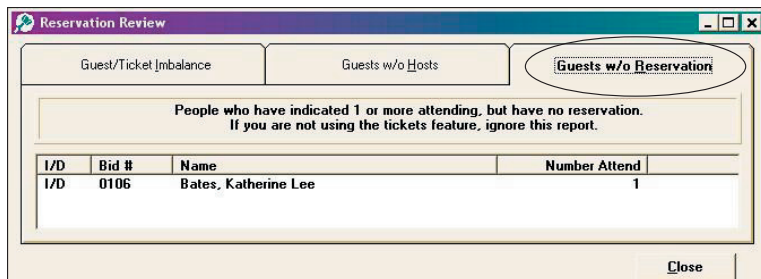 Reservation Review
Guest/Ticket Imbalance Guests w/o Hosts Guests w/o Reservation
People who have indicated 1 or more attending, but have no reservation.
If you are not using the tickets feature, ignore this report.
I/D Bid # Name Number Attend
I/D 0106 Bates, Katherine Lee 1
Close